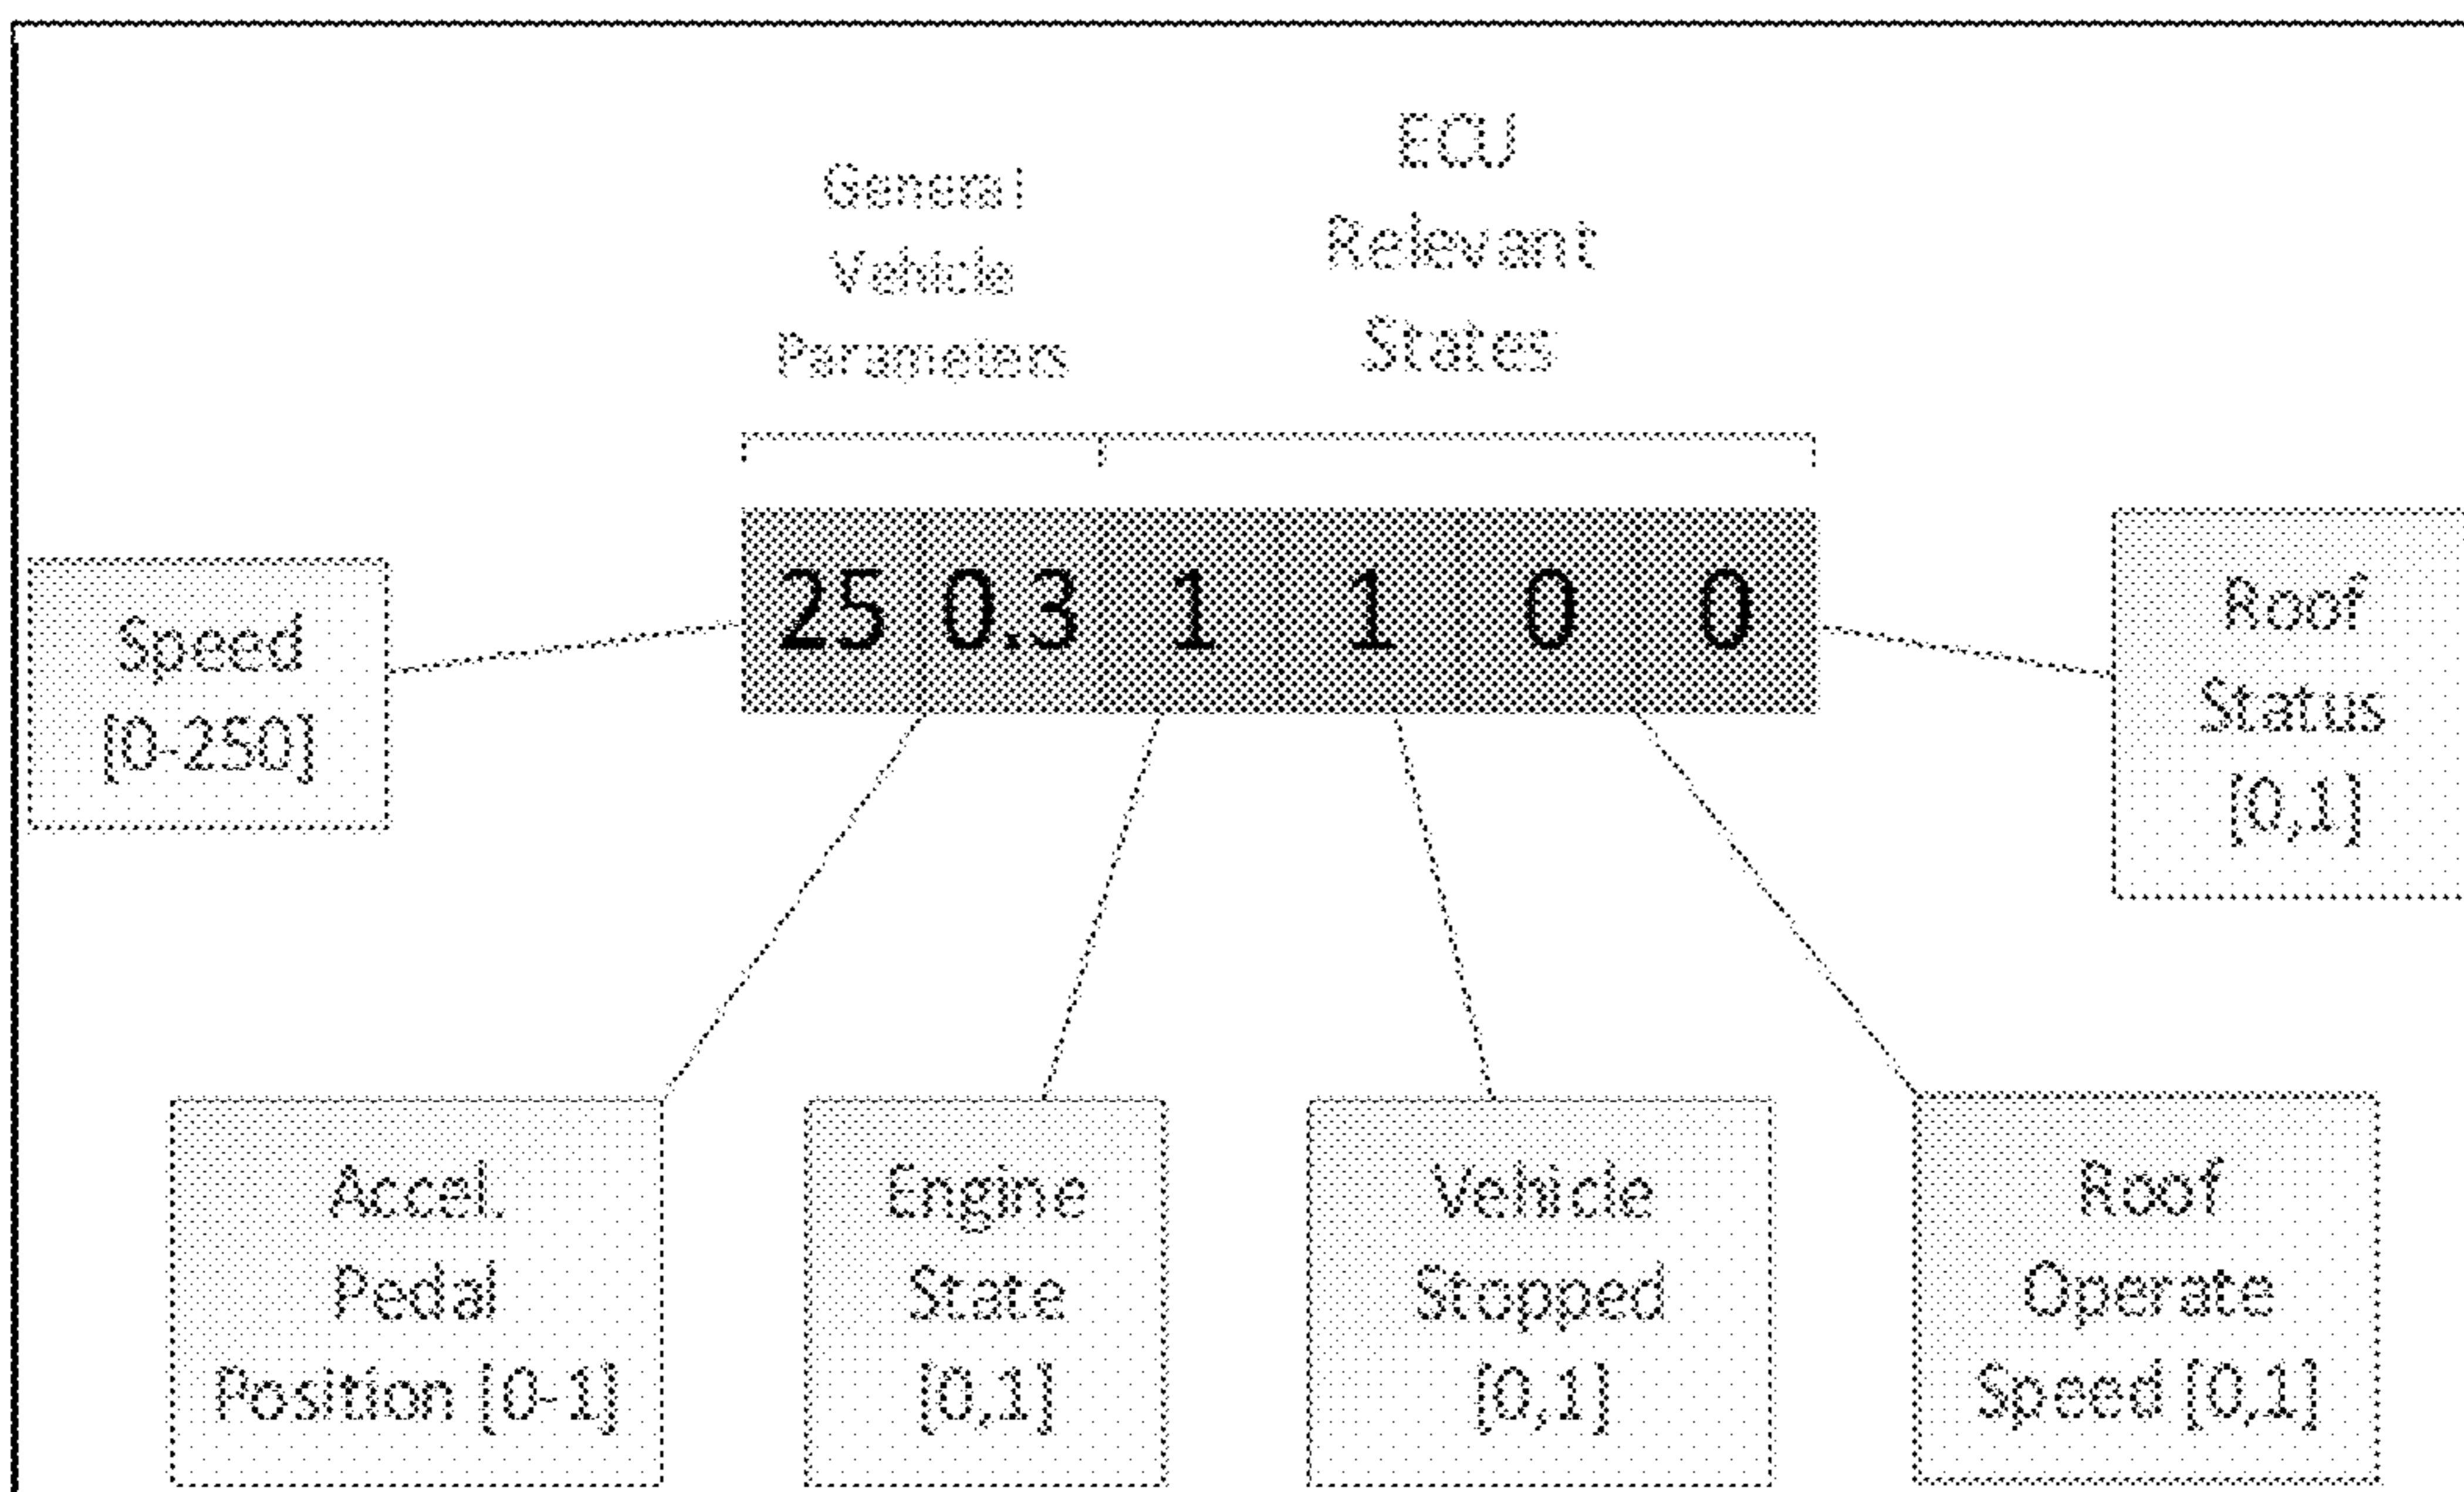 General
Vehicle
Parameters
ECU
Relevant
States
25 0.3 1 1 0 0
Speed
[0-250]
Roof
Status
[0,1]
Accel.
Pedal
Position [0-1]
Engine
State
[0,1]
Vehicle
Stopped
[0,1]
Roof
Operate
Speed [0,1]